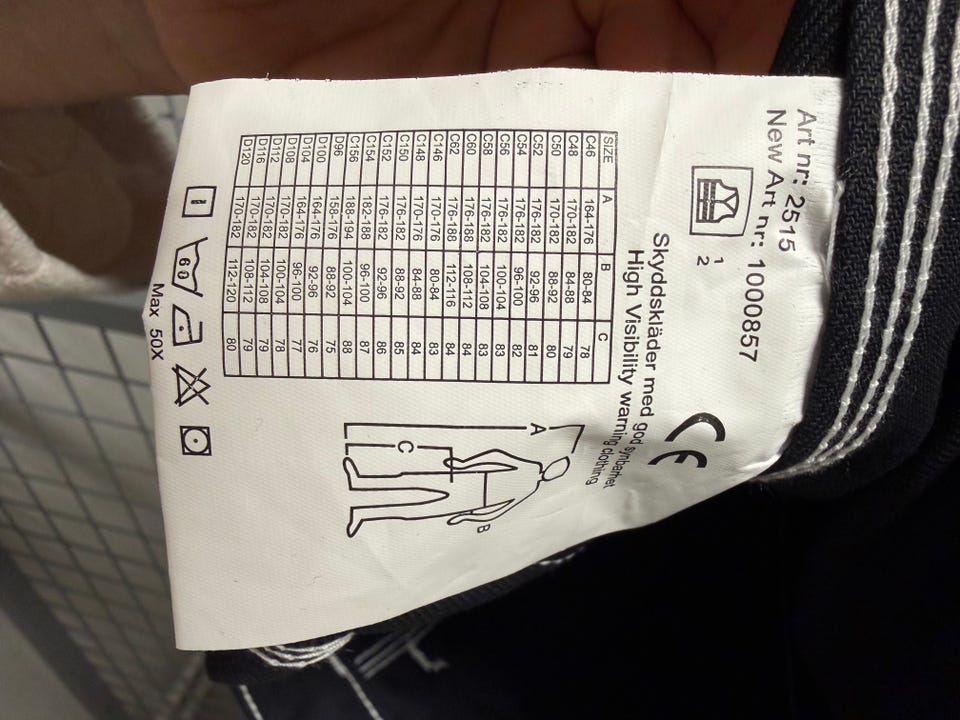 Art nr: 2515
New Art nr: 1000857
1
2
CE
Skyddskläder med god synbarhet
High Visibility warning clothing
SIZE A B C
C46 164-176 80-84 78
C48 170-182 84-88 79
C50 170-182 88-92 80
C52 176-182 92-96 81
C54 176-182 96-100 82
C56 176-182 100-104 83
C58 176-182 104-108 83
C60 176-188 108-112 84
C62 176-188 112-116 84
C146 170-176 80-84 83
C148 170-176 84-88 84
C150 176-182 88-92 85
C152 176-182 92-96 86
C154 182-188 96-100 87
C156 188-194 100-104 88
D96 158-176 88-92 75
D100 164-176 92-96 76
D104 164-176 96-100 77
D108 170-182 100-104 78
D112 170-182 104-108 79
D116 170-182 108-112 79
D120 170-182 112-120 80
A
B
C
60
Max 50X